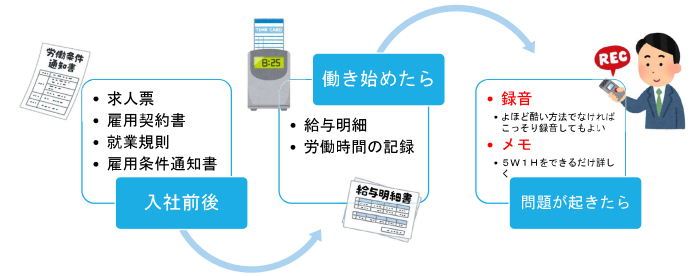 労働条件
通知書
・求人票
・雇用契約書
・就業規則
・雇用条件通知書
入社前後
TIME CARD
8:25
働き始めたら
・給与明細
・労働時間の記録
給与明細書
REC
・録音
・よほど酷い方法でなければ
こっそり録音してもよい
・メモ
・５Ｗ１Ｈをできるだけ詳し
く
問題が起きたら